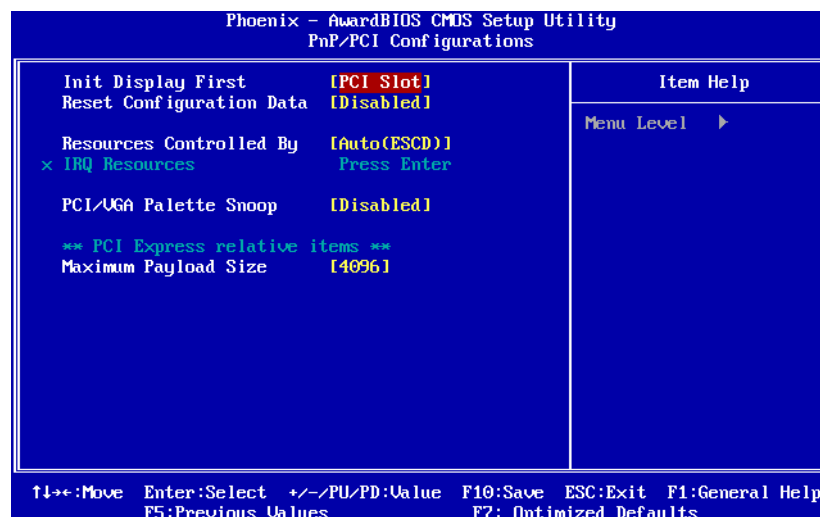 Phoenix - AwardBIOS CMOS Setup Utility
PnP/PCI Configurations
Init Display First [PCI Slot]
Reset Configuration Data [Disabled]
Resources Controlled By [Auto(ESCD)]
x IRQ Resources Press Enter
PCI/VGA Palette Snoop [Disabled]
** PCI Express relative items **
Maximum Payload Size [4096]
Item Help
Menu Level ▶
↑↓→←:Move Enter:Select +/-/PU/PD:Value F10:Save ESC:Exit F1:General Help
F5:Previous Values F7: Optimized Defaults